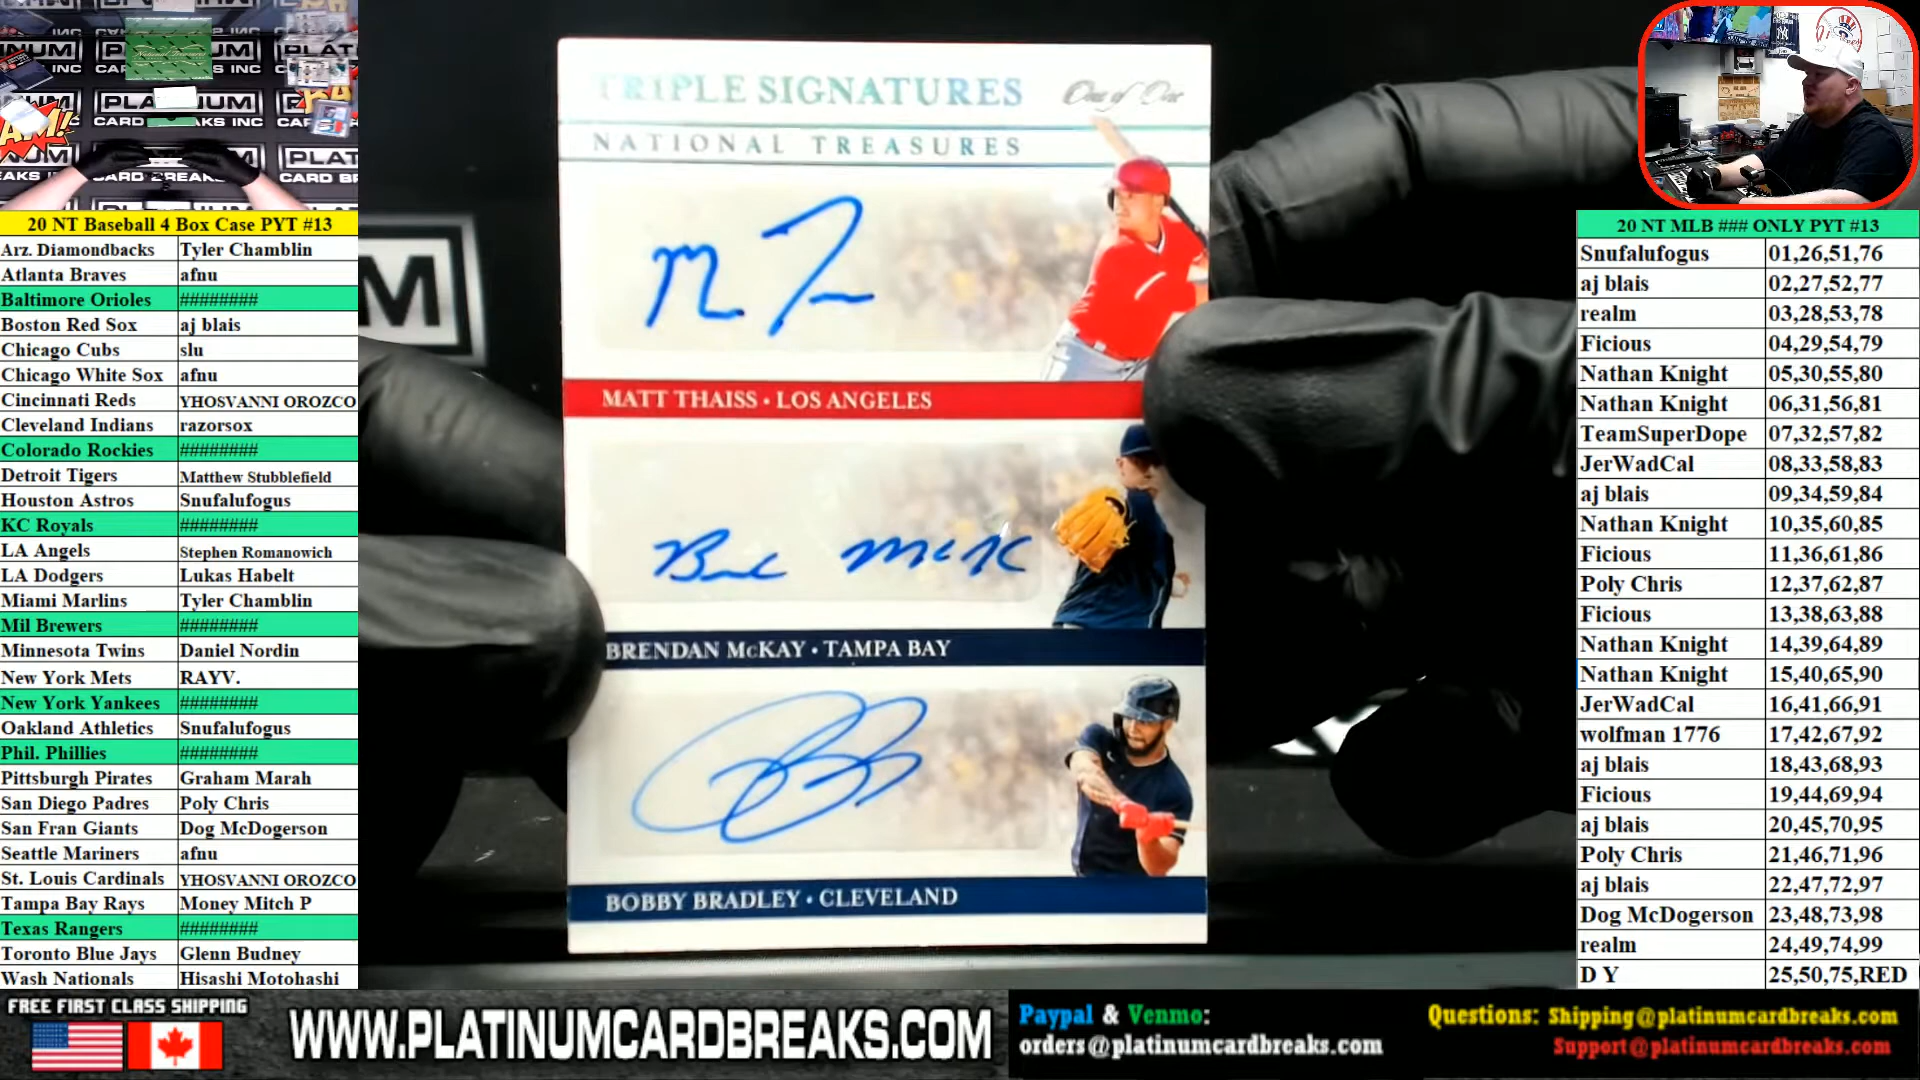 20 NT Baseball 4 Box Case PYT #13
Arz. Diamondbacks Tyler Chamblin
Atlanta Braves afnu
Baltimore Orioles ########
Boston Red Sox aj blais
Chicago Cubs slu
Chicago White Sox afnu
Cincinnati Reds YHOSVANNI OROZCO
Cleveland Indians razorsox
Colorado Rockies ########
Detroit Tigers Matthew Stubblefield
Houston Astros Snufalufogus
KC Royals ########
LA Angels Stephen Romanowich
LA Dodgers Lukas Habelt
Miami Marlins Tyler Chamblin
Mil Brewers ########
Minnesota Twins Daniel Nordin
New York Mets RAYV.
New York Yankees ########
Oakland Athletics Snufalufogus
Phil. Phillies ########
Pittsburgh Pirates Graham Marah
San Diego Padres Poly Chris
San Fran Giants Dog McDogerson
Seattle Mariners afnu
St. Louis Cardinals YHOSVANNI OROZCO
Tampa Bay Rays Money Mitch P
Texas Rangers ########
Toronto Blue Jays Glenn Budney
Wash Nationals Hisashi Motohashi
PLATINUM
CARD BREAKS INC
TRIPLE SIGNATURES
One of One
NATIONAL TREASURES
MATT THAISS • LOS ANGELES
BRENDAN McKAY • TAMPA BAY
BOBBY BRADLEY • CLEVELAND
20 NT MLB ### ONLY PYT #13
Snufalufogus 01,26,51,76
aj blais 02,27,52,77
realm 03,28,53,78
Ficious 04,29,54,79
Nathan Knight 05,30,55,80
Nathan Knight 06,31,56,81
TeamSuperDope 07,32,57,82
JerWadCal 08,33,58,83
aj blais 09,34,59,84
Nathan Knight 10,35,60,85
Ficious 11,36,61,86
Poly Chris 12,37,62,87
Ficious 13,38,63,88
Nathan Knight 14,39,64,89
Nathan Knight 15,40,65,90
JerWadCal 16,41,66,91
wolfman 1776 17,42,67,92
aj blais 18,43,68,93
Ficious 19,44,69,94
aj blais 20,45,70,95
Poly Chris 21,46,71,96
aj blais 22,47,72,97
Dog McDogerson 23,48,73,98
realm 24,49,74,99
D Y 25,50,75,RED
FREE FIRST CLASS SHIPPING
WWW.PLATINUMCARDBREAKS.COM
Paypal & Venmo:
orders@platinumcardbreaks.com
Questions: Shipping@platinumcardbreaks.com
Support@platinumcardbreaks.com